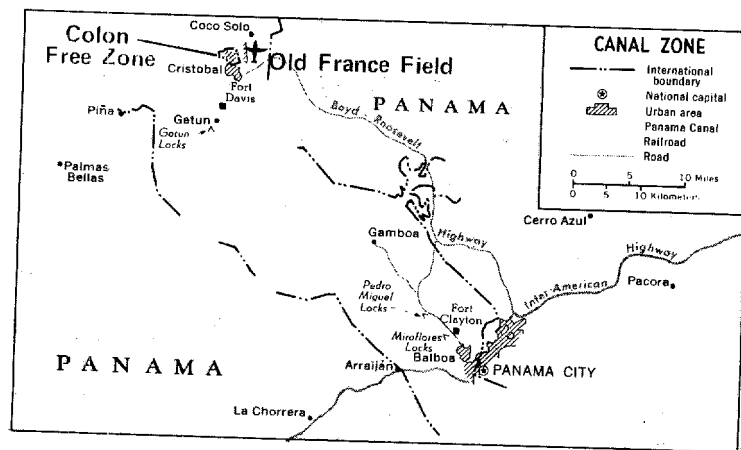 Coco Solo
Colon
Free Zone
Old France Field
Cristobal
Fort
Davis
Piña
Gatun
Gatun
Locks
Palmas
Bellas
Boyd - Roosevelt
Highway
PANAMA
Gamboa
Cerro Azul
Highway
Inter-American
Pacora
Pedro
Miguel
Locks
Fort
Clayton
Miraflores
Locks
Balboa
PANAMA CITY
Arraiján
PANAMA
La Chorrera
CANAL ZONE
International
boundary
National capital
Urban area
Panama Canal
Railroad
Road
0 5 10 Miles
0 5 10 Kilometers